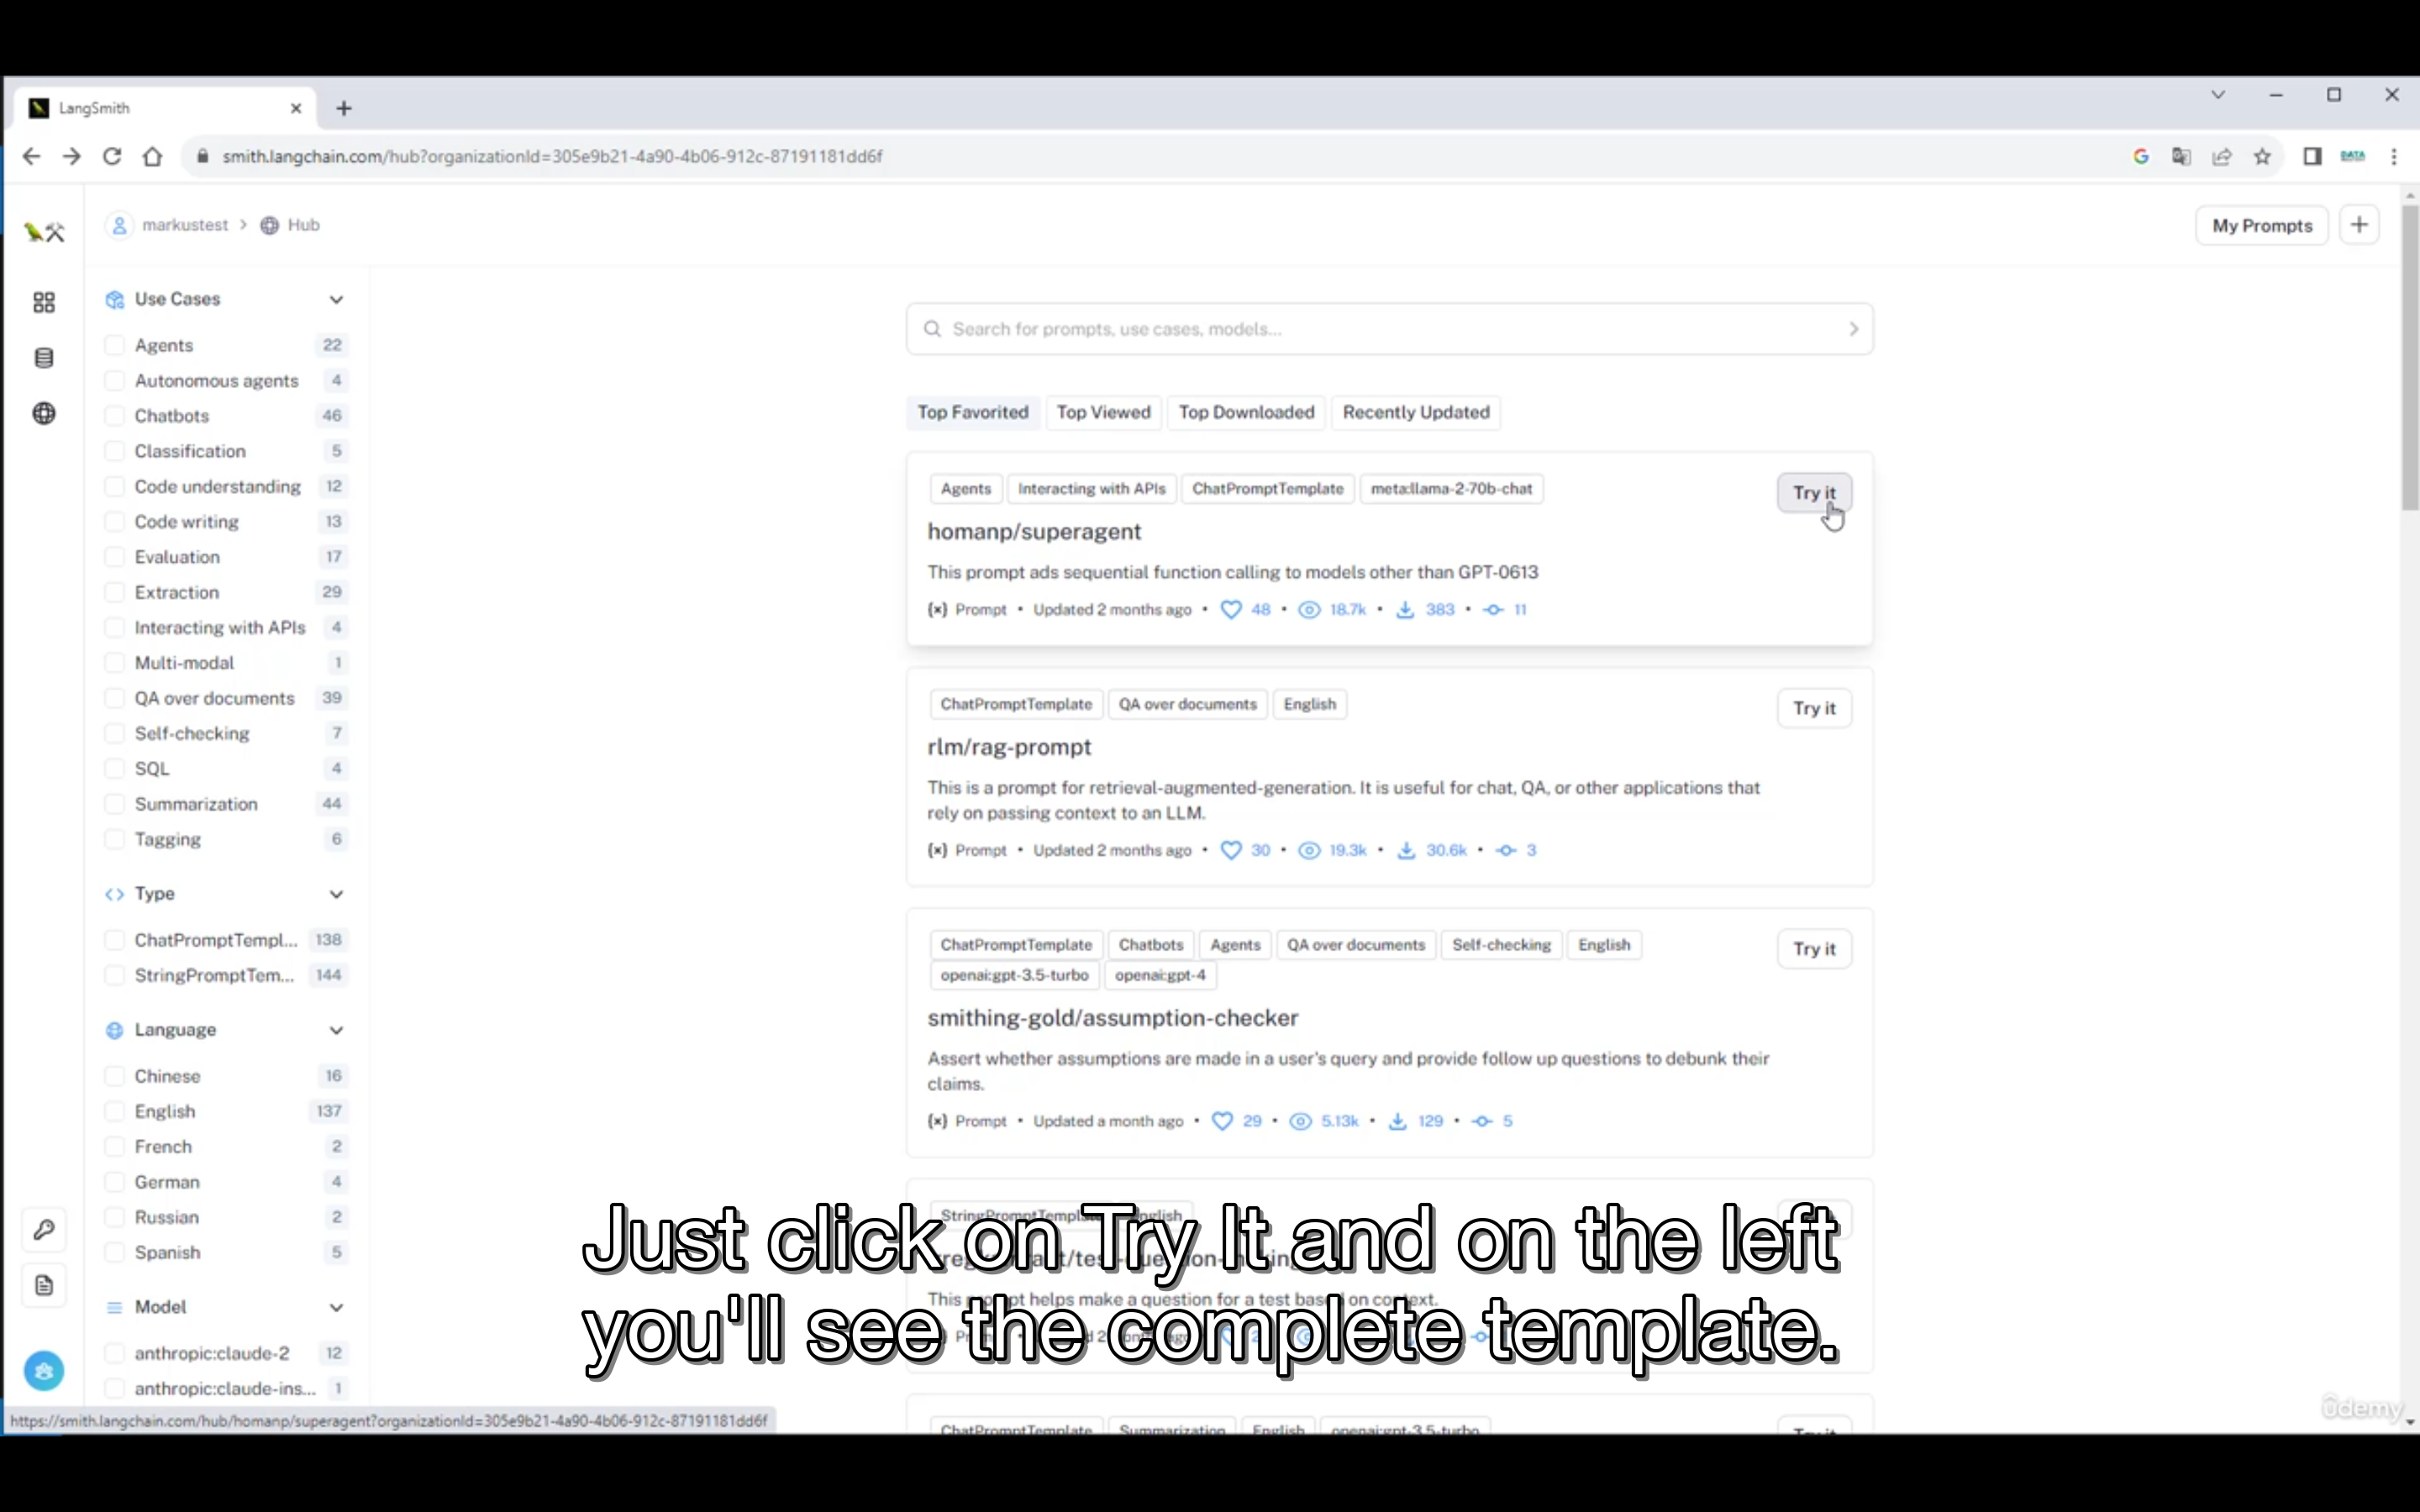 LangSmith
smith.langchain.com/hub?organizationId=305e9b21-4a90-4b06-912c-87191181dd6f
DATA
markustest > Hub
My Prompts
Use Cases
Agents 22
Autonomous agents 4
Chatbots 46
Classification 5
Code understanding 12
Code writing 13
Evaluation 17
Extraction 29
Interacting with APIs 4
Multi-modal 1
QA over documents 39
Self-checking 7
SQL 4
Summarization 44
Tagging 6
Type
ChatPromptTempl... 138
StringPromptTem... 144
Language
Chinese 16
English 137
French 2
German 4
Russian 2
Spanish 5
Model
anthropic:claude-2 12
anthropic:claude-ins... 1
Search for prompts, use cases, models...
Top Favorited Top Viewed Top Downloaded Recently Updated
Agents Interacting with APIs ChatPromptTemplate meta:llama-2-70b-chat
Try it
homanp/superagent
This prompt ads sequential function calling to models other than GPT-0613
Prompt • Updated 2 months ago • 48 • 18.7k • 383 • 11
ChatPromptTemplate QA over documents English
Try it
rlm/rag-prompt
This is a prompt for retrieval-augmented-generation. It is useful for chat, QA, or other applications that
rely on passing context to an LLM.
Prompt • Updated 2 months ago • 30 • 19.3k • 30.6k • 3
ChatPromptTemplate Chatbots Agents QA over documents Self-checking English
Try it
openai:gpt-3.5-turbo openai:gpt-4
smithing-gold/assumption-checker
Assert whether assumptions are made in a user's query and provide follow up questions to debunk their
claims.
Prompt • Updated a month ago • 29 • 5.13k • 129 • 5
StringPromptTemplate English
This prompt helps make a question for a test based on context.
Just click on Try It and on the left
you'll see the complete template.
ChatPromptTemplate Summarization English openai:gpt-3.5-turbo
Try it
https://smith.langchain.com/hub/homanp/superagent?organizationId=305e9b21-4a90-4b06-912c-87191181dd6f
ûdemy